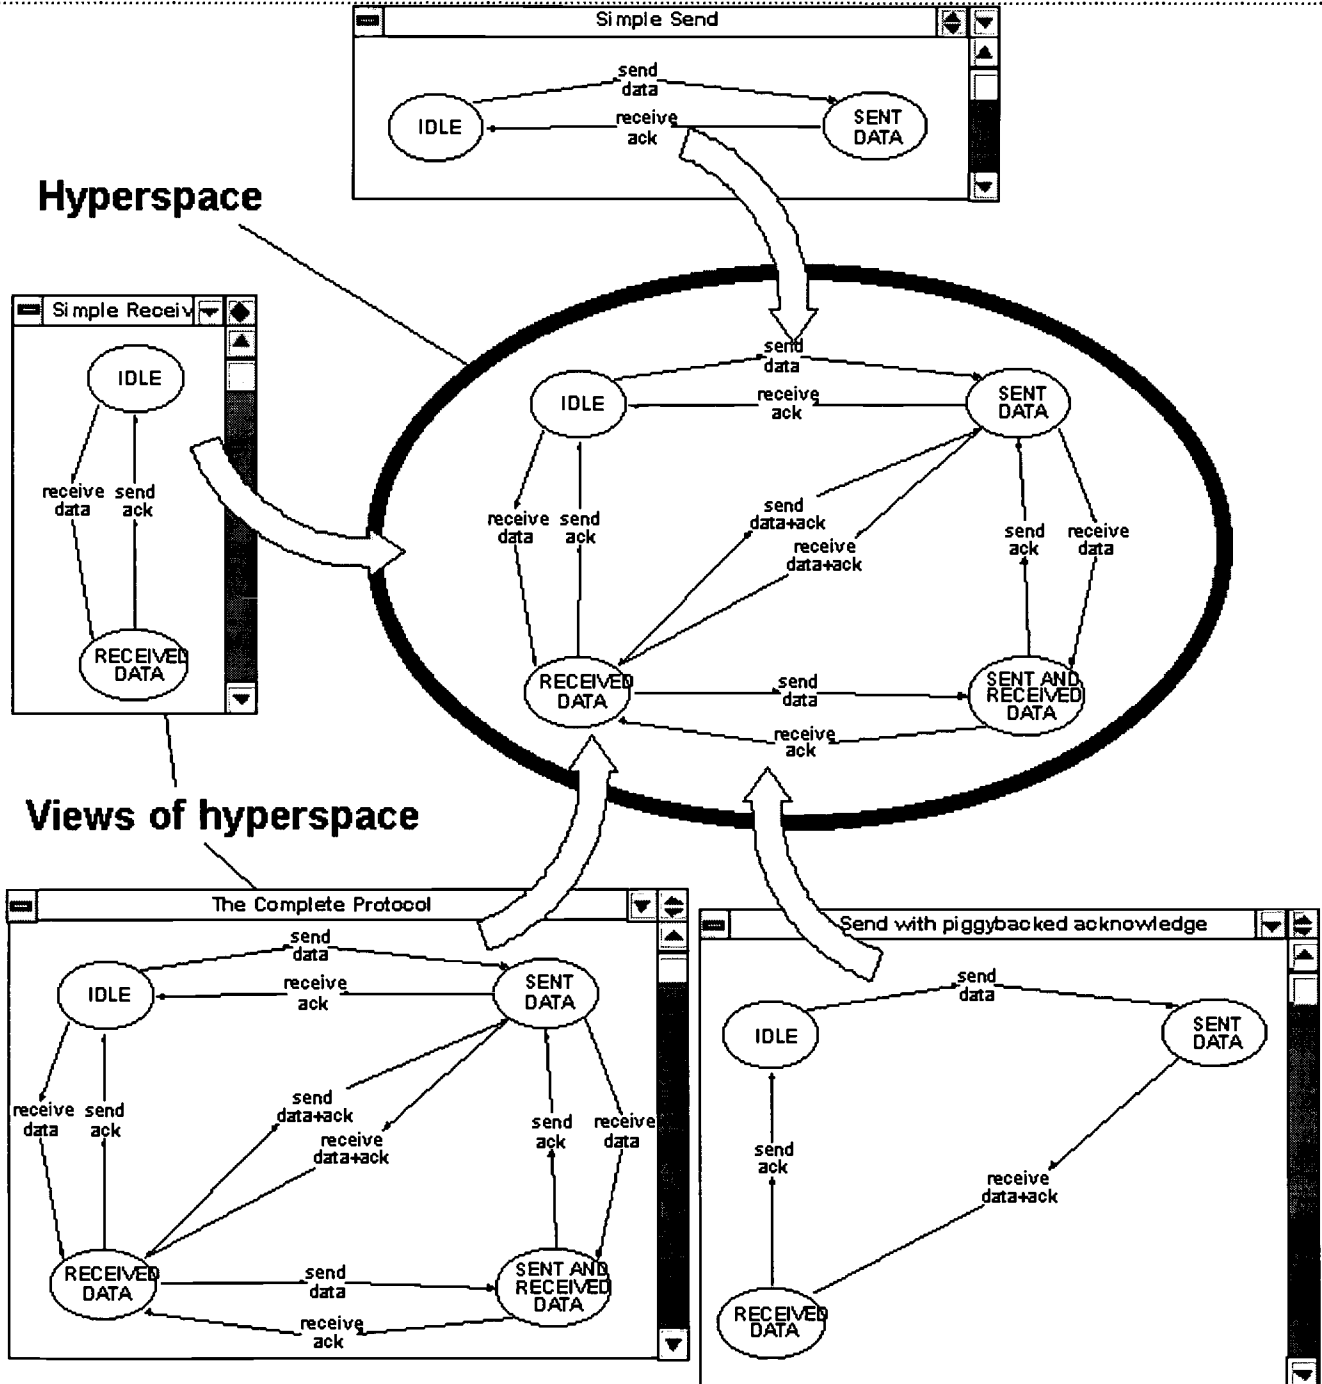 Simple Send
send
data
IDLE
receive
ack
SENT
DATA
Hyperspace
Simple Receiv
IDLE
receive
data
send
ack
RECEIVED
DATA
send
data
IDLE
receive
ack
SENT
DATA
receive
data
send
ack
send
data+ack
receive
data+ack
send
ack
receive
data
RECEIVED
DATA
send
data
SENT AND
RECEIVED
DATA
receive
ack
Views of hyperspace
The Complete Protocol
send
data
IDLE
receive
ack
SENT
DATA
receive
data
send
ack
send
data+ack
receive
data+ack
send
ack
receive
data
RECEIVED
DATA
send
data
SENT AND
RECEIVED
DATA
receive
ack
Send with piggybacked acknowledge
send
data
IDLE
SENT
DATA
send
ack
receive
data+ack
RECEIVED
DATA